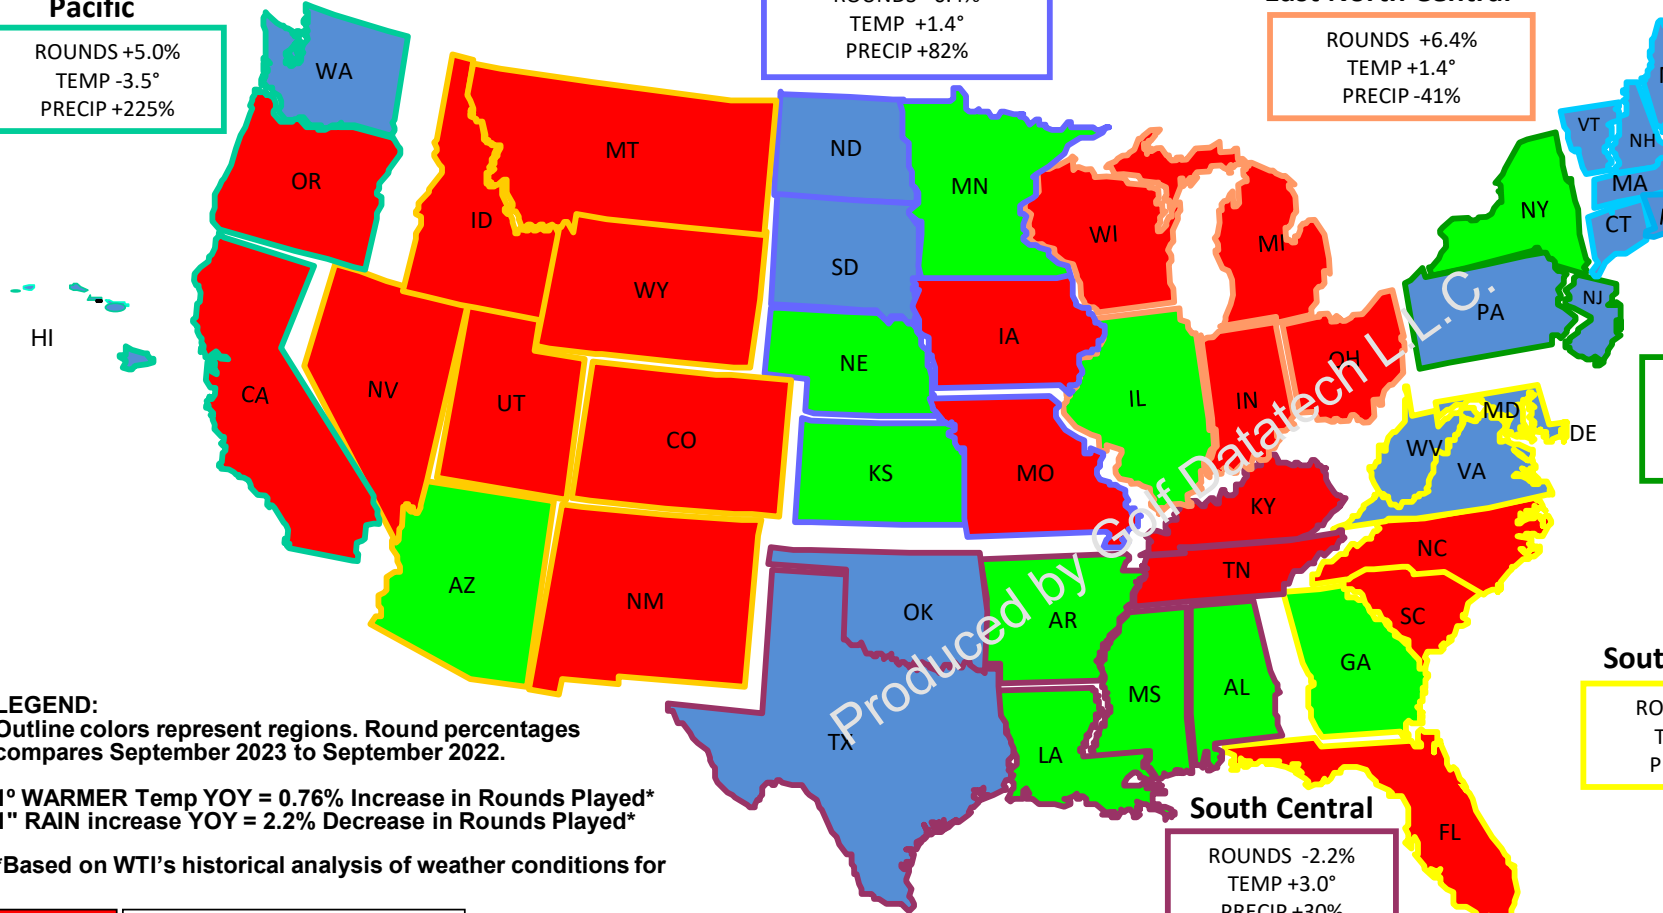 Pacific
ROUNDS +5.0%
TEMP -3.5°
PRECIP +225%
TEMP +1.4°
PRECIP +82%
ROUNDS +6.4%
TEMP +1.4°
PRECIP -41%
WA
OR
CA
HI
MT
ID
WY
NV
UT
CO
AZ
NM
ND
SD
NE
KS
MN
IA
MO
WI
MI
IL
IN
OH
KY
TN
OK
TX
AR
LA
MS
AL
GA
FL
SC
NC
VA
WV
MD
DE
PA
NJ
NY
CT
MA
VT
NH
Produced by Golf Datatech L.L.C.
South Central
ROUNDS -2.2%
TEMP +3.0°
PRECIP +30%
LEGEND:
Outline colors represent regions. Round percentages
compares September 2023 to September 2022.
1º WARMER Temp YOY = 0.76% Increase in Rounds Played*
1" RAIN increase YOY = 2.2% Decrease in Rounds Played*
*Based on WTI’s historical analysis of weather conditions for